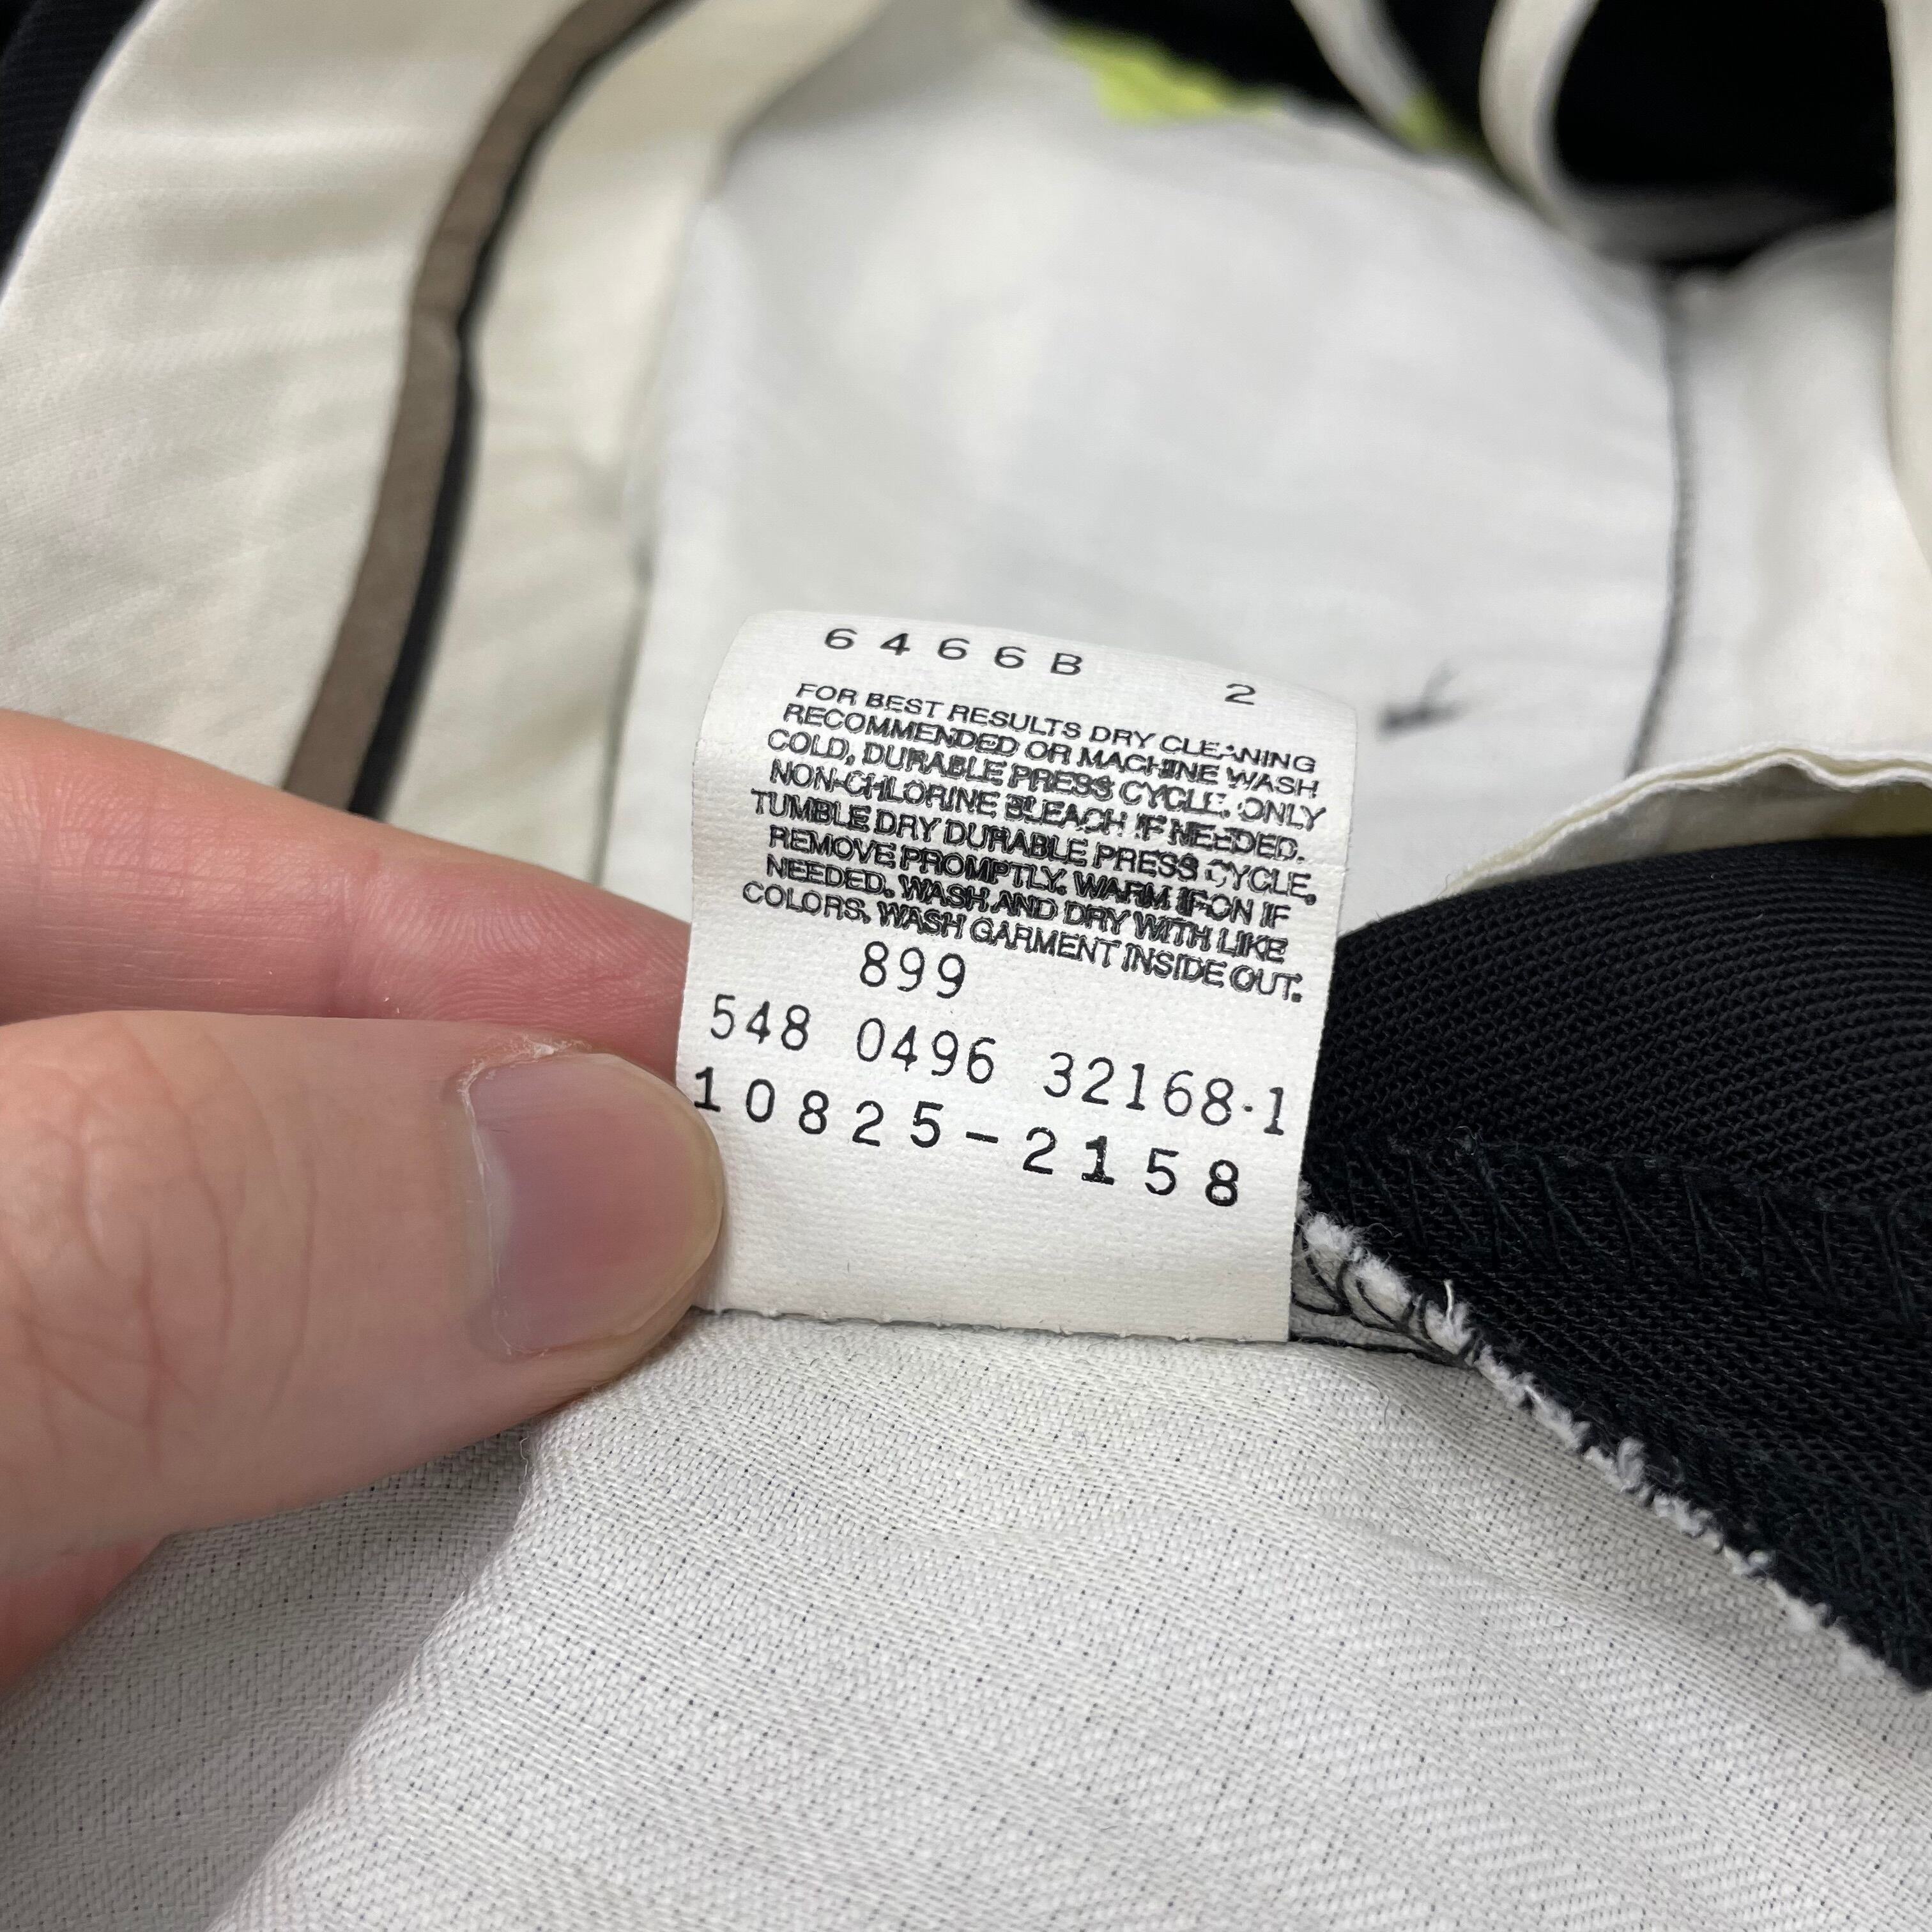 6466B 2
FOR BEST RESULTS DRY CLEANING
RECOMMENDED OR MACHINE WASH
COLD, DURABLE PRESS CYCLE. ONLY
NON-CHLORINE BLEACH IF NEEDED.
TUMBLE DRY DURABLE PRESS CYCLE,
REMOVE PROMPTLY. WARM IRON IF
NEEDED. WASH AND DRY WITH LIKE
COLORS. WASH GARMENT INSIDE OUT.
899
548 0496 32168-1
10825-2158